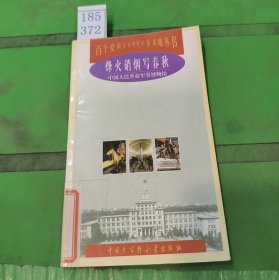 185
372
百个爱国主义教育示范基地丛书
烽火硝烟写春秋
中国人民革命军事博物馆
中国大百科全书出版社